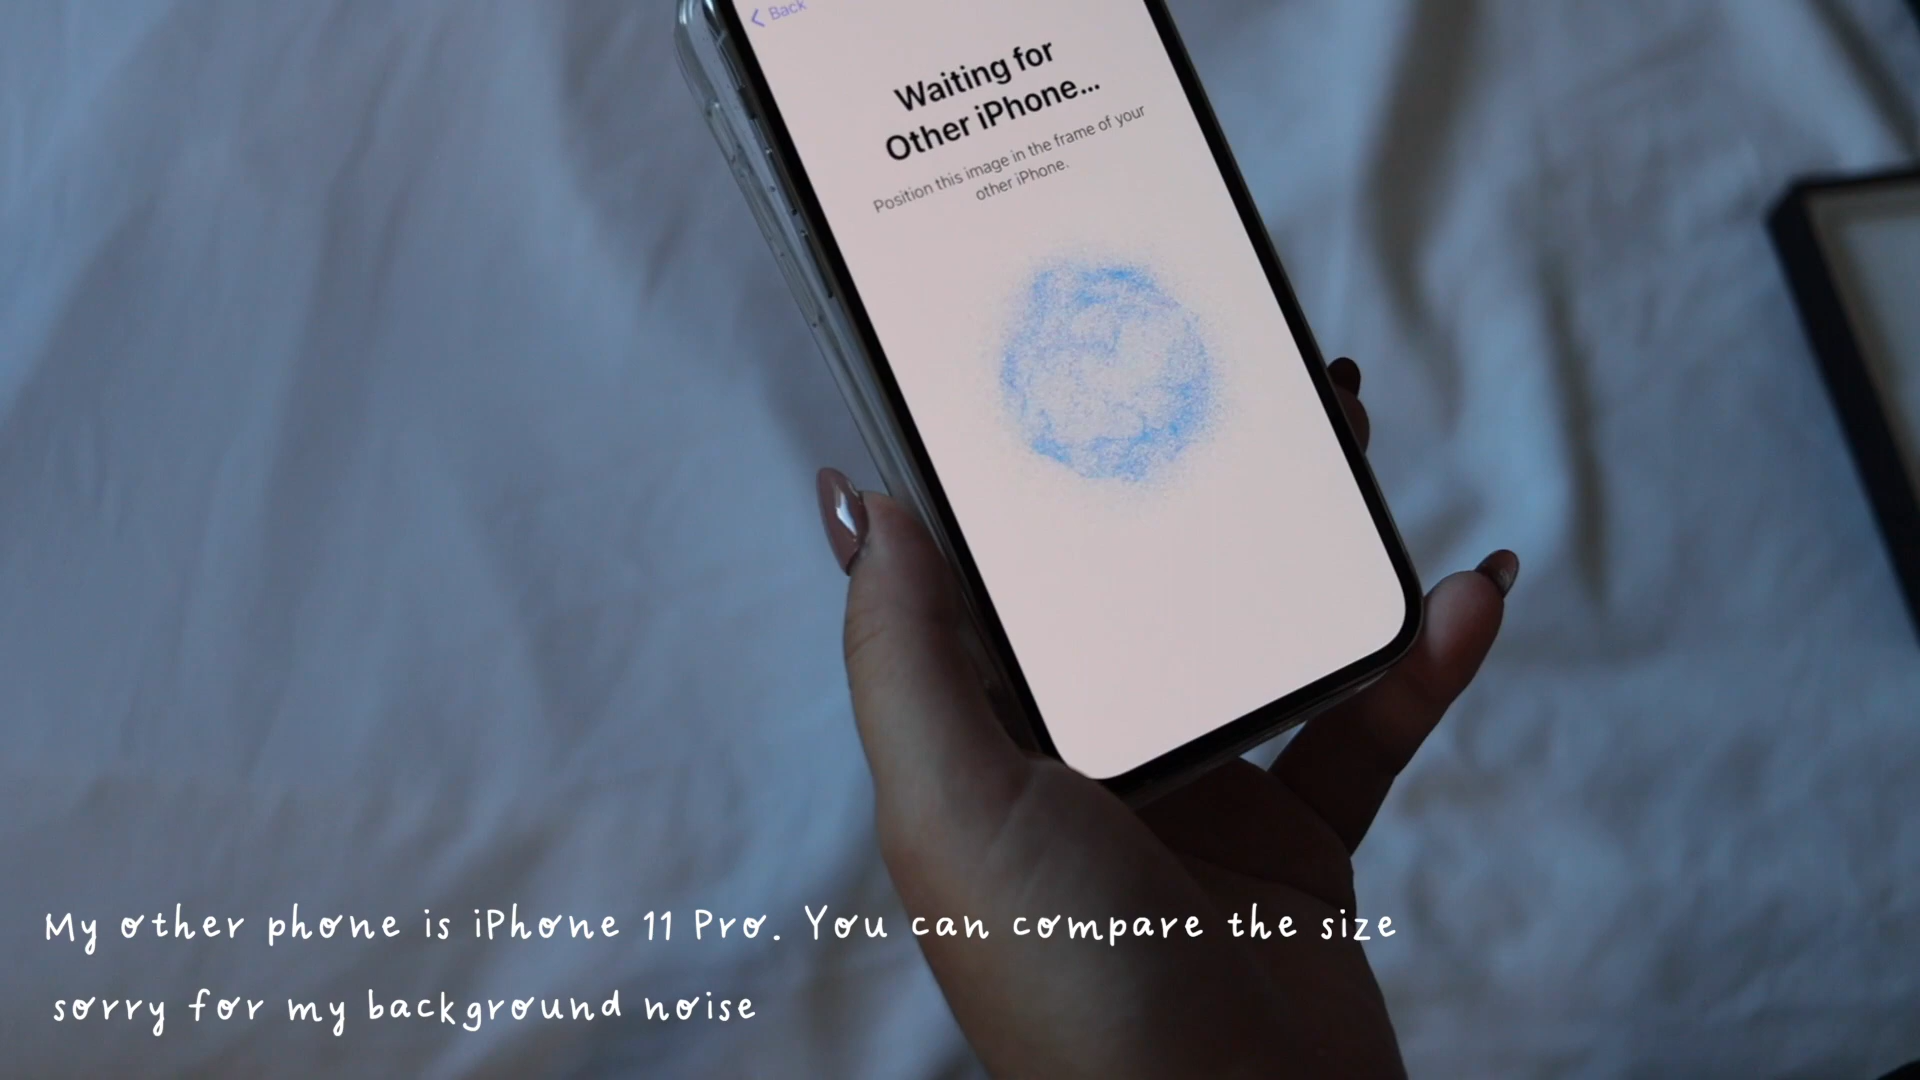 Back
Waiting for
Other iPhone...
Position this image in the frame of your
other iPhone.
My other phone is iPhone 11 Pro. You can compare the size
sorry for my background noise